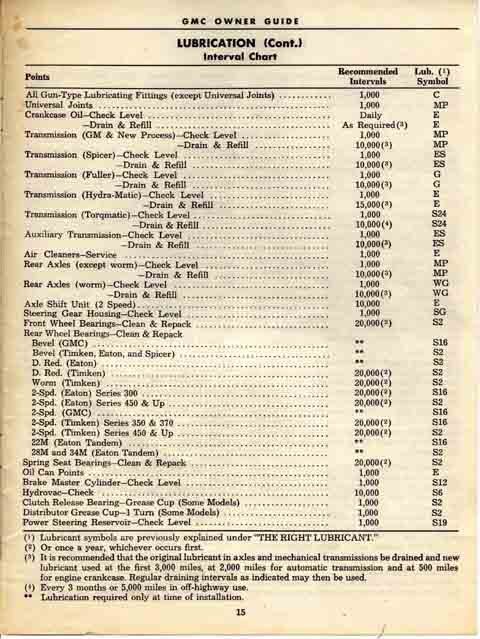 GMC OWNER GUIDE
LUBRICATION (Cont.)
Interval Chart
Points Recommended Intervals Lub. (1) Symbol
All Gun-Type Lubricating Fittings (except Universal Joints) 1,000 C
Universal Joints 1,000 MP
Crankcase Oil—Check Level Daily E
—Drain & Refill As Required(3) E
Transmission (GM & New Process)—Check Level 1,000 MP
—Drain & Refill 10,000(3) MP
Transmission (Spicer)—Check Level 1,000 ES
—Drain & Refill 10,000(3) ES
Transmission (Fuller)—Check Level 1,000 G
—Drain & Refill 10,000(3) G
Transmission (Hydra-Matic)—Check Level 1,000 E
—Drain & Refill 15,000(3) E
Transmission (Torqmatic)—Check Level 1,000 S24
—Drain & Refill 10,000(4) S24
Auxiliary Transmission—Check Level 1,000 ES
—Drain & Refill 10,000(3) ES
Air Cleaners—Service 1,000 E
Rear Axles (except worm)—Check Level 1,000 MP
—Drain & Refill 10,000(3) MP
Rear Axles (worm)—Check Level 1,000 WG
—Drain & Refill 10,000(3) WG
Axle Shift Unit (2 Speed) 10,000 E
Steering Gear Housing—Check Level 1,000 SG
Front Wheel Bearings—Clean & Repack 20,000(2) S2
Rear Wheel Bearings—Clean & Repack
Bevel (GMC) ** S16
Bevel (Timken, Eaton, and Spicer) ** S2
D. Red. (Eaton) ** S2
D. Red. (Timken) 20,000(2) S2
Worm (Timken) 20,000(2) S2
2-Spd. (Eaton) Series 300 20,000(2) S16
2-Spd. (Eaton) Series 450 & Up 20,000(2) S2
2-Spd. (GMC) ** S16
2-Spd. (Timken) Series 350 & 370 20,000(2) S16
2-Spd. (Timken) Series 450 & Up 20,000(2) S2
22M (Eaton Tandem) ** S16
28M and 34M (Eaton Tandem) ** S2
Spring Seat Bearings—Clean & Repack 20,000(2) S2
Oil Can Points 1,000 E
Brake Master Cylinder—Check Level 1,000 S12
Hydrovac—Check 10,000 S6
Clutch Release Bearing—Grease Cup (Some Models) 1,000 S2
Distributor Grease Cup—1 Turn (Some Models) 1,000 S2
Power Steering Reservoir—Check Level 1,000 S19
(1) Lubricant symbols are previously explained under "THE RIGHT LUBRICANT."
(2) Or once a year, whichever occurs first.
(3) It is recommended that the original lubricant in axles and mechanical transmissions be drained and new
lubricant used at the first 3,000 miles, at 2,000 miles for automatic transmission and at 500 miles
for engine crankcase. Regular draining intervals as indicated may then be used.
(4) Every 3 months or 5,000 miles in off-highway use.
** Lubrication required only at time of installation.
15